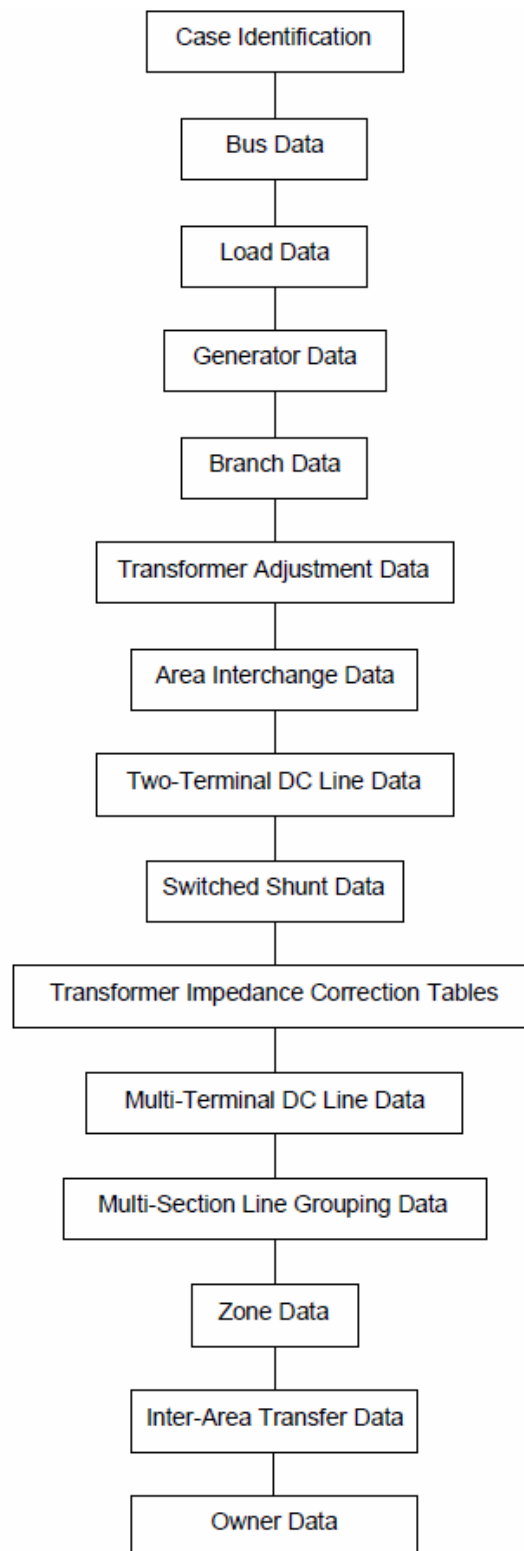 Case Identification
Bus Data
Load Data
Generator Data
Branch Data
Transformer Adjustment Data
Area Interchange Data
Two-Terminal DC Line Data
Switched Shunt Data
Transformer Impedance Correction Tables
Multi-Terminal DC Line Data
Multi-Section Line Grouping Data
Zone Data
Inter-Area Transfer Data
Owner Data